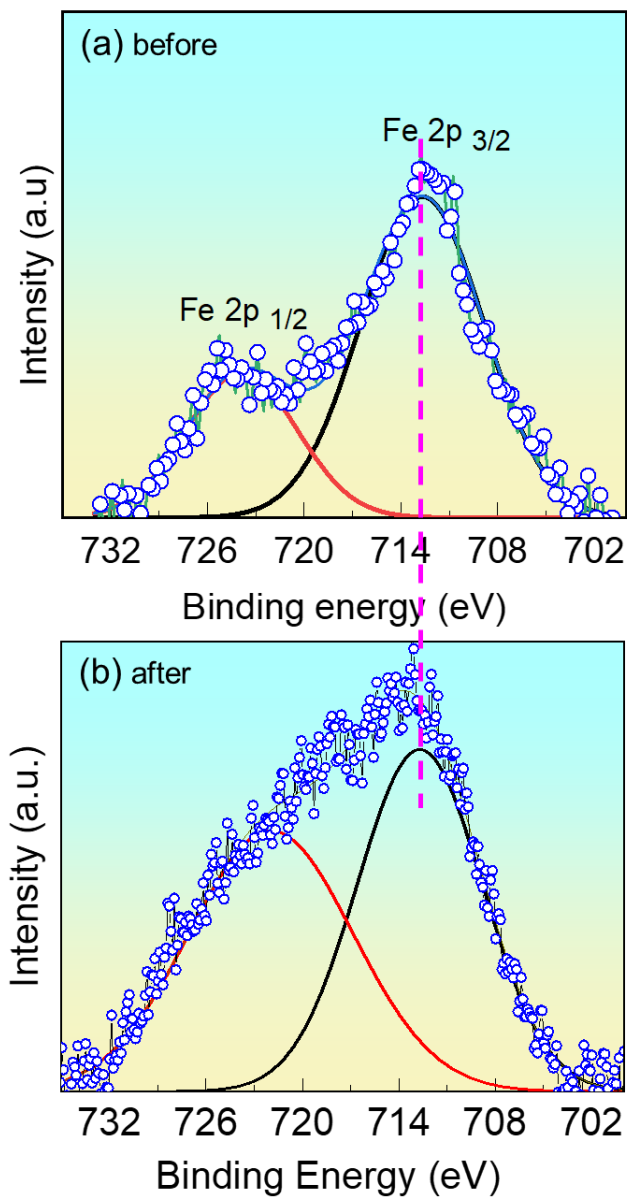 (a) before
Fe 2p 3/2
Fe 2p 1/2
Intensity (a.u)
732 726 720 714 708 702
Binding energy (eV)
(b) after
Intensity (a.u.)
732 726 720 714 708 702
Binding Energy (eV)